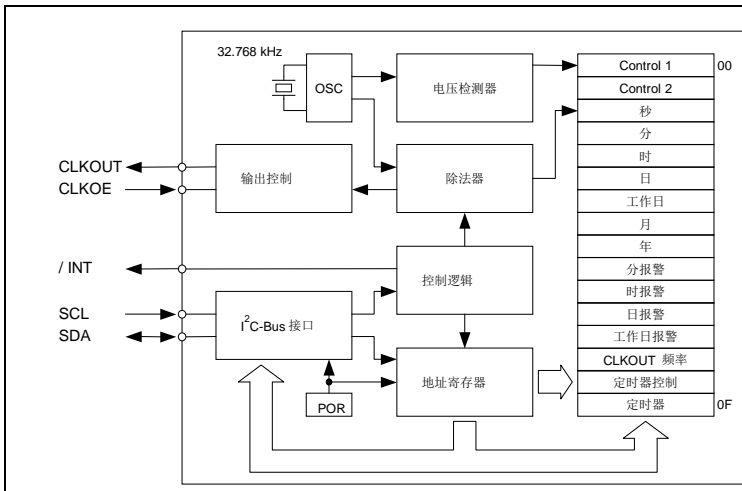 32.768 kHz
OSC
电压检测器
CLKOUT
CLKOE
输出控制
除法器
/ INT
控制逻辑
SCL
SDA
I²C-Bus 接口
地址寄存器
POR
Control 1
00
Control 2
秒
分
时
日
工作日
月
年
分报警
时报警
日报警
工作日报警
CLKOUT 频率
定时器控制
定时器
0F